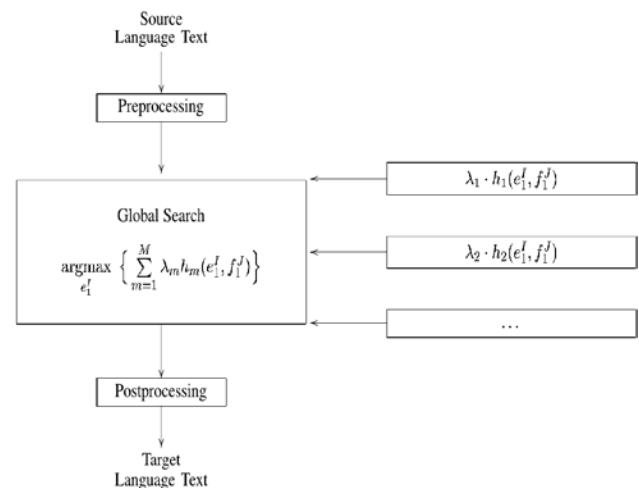 Source
Language Text
Preprocessing
Global Search
argmax { ∑ λ_m h_m(e_1^I, f_1^J) }
e_1^I
M
m=1
λ_1 · h_1(e_1^I, f_1^J)
λ_2 · h_2(e_1^I, f_1^J)
...
Postprocessing
Target
Language Text